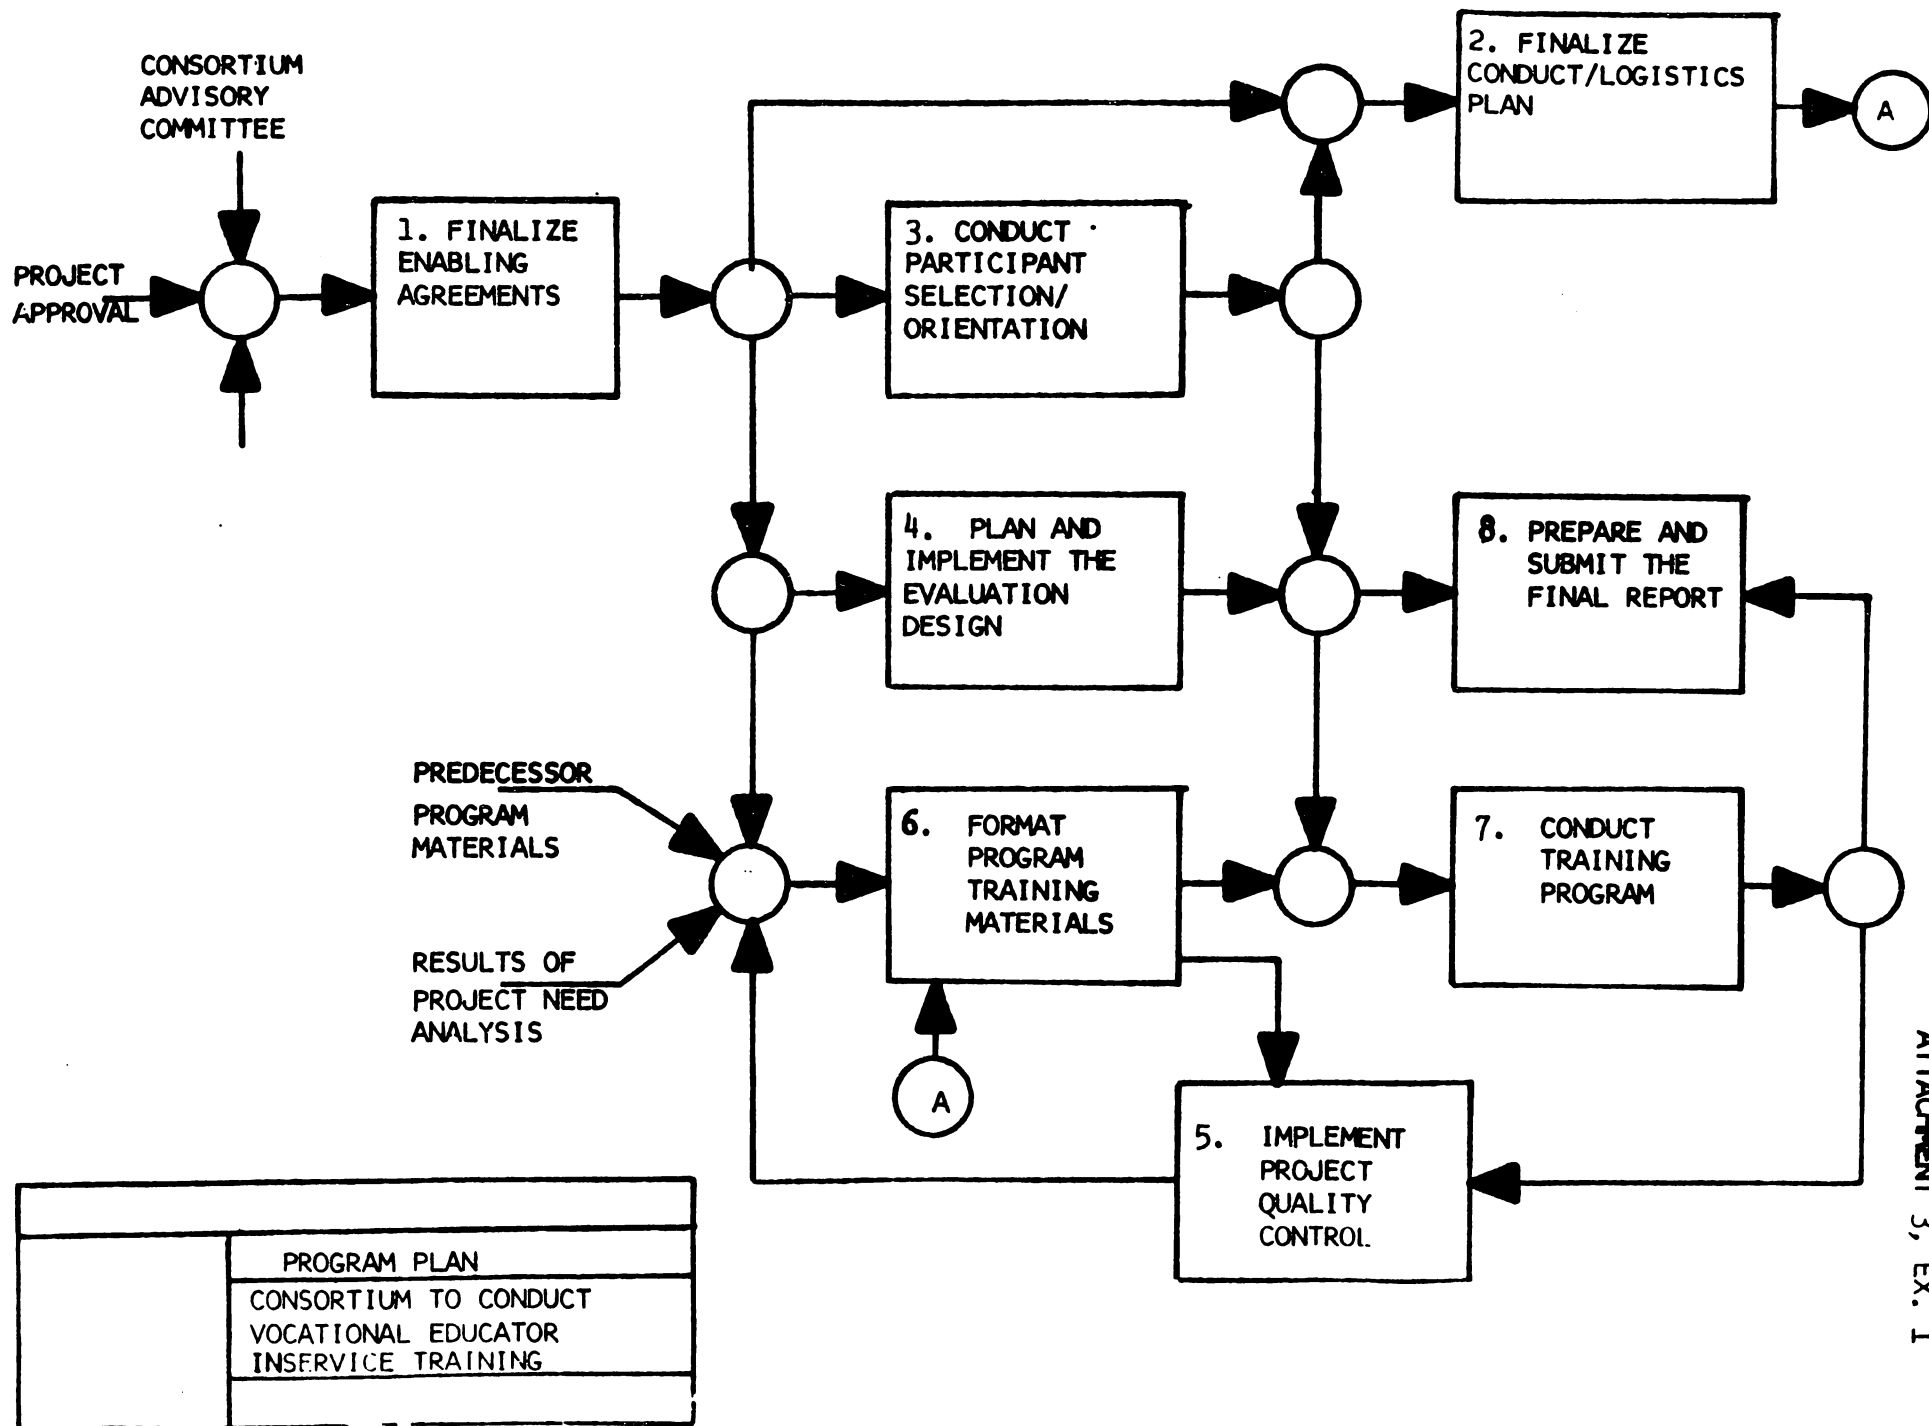 CONSORTIUM
ADVISORY
COMMITTEE
PROJECT
APPROVAL
1. FINALIZE
ENABLING
AGREEMENTS
2. FINALIZE
CONDUCT/LOGISTICS
PLAN
A
3. CONDUCT
PARTICIPANT
SELECTION/
ORIENTATION
4. PLAN AND
IMPLEMENT THE
EVALUATION
DESIGN
8. PREPARE AND
SUBMIT THE
FINAL REPORT
PREDECESSOR
PROGRAM
MATERIALS
RESULTS OF
PROJECT NEED
ANALYSIS
6. FORMAT
PROGRAM
TRAINING
MATERIALS
7. CONDUCT
TRAINING
PROGRAM
A
5. IMPLEMENT
PROJECT
QUALITY
CONTROL
PROGRAM PLAN
CONSORTIUM TO CONDUCT
VOCATIONAL EDUCATOR
INSERVICE TRAINING
ATTACHMENT 3, EX. 1